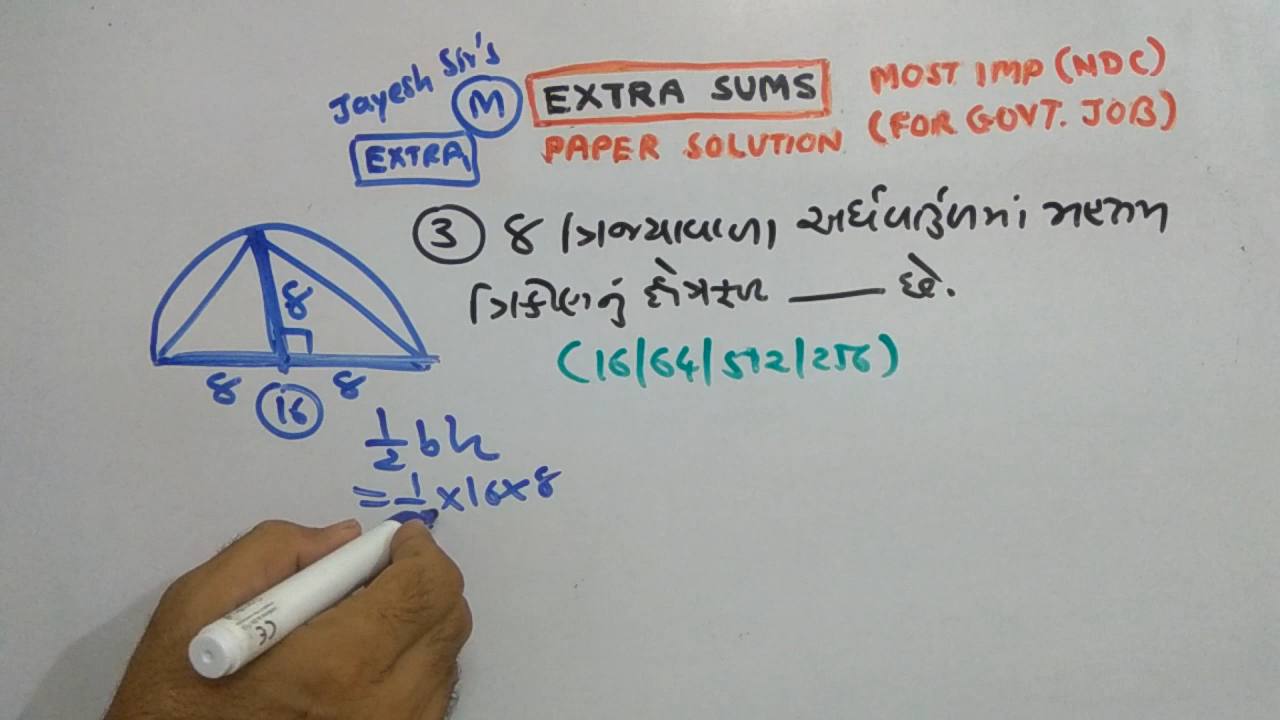 Jayesh Sir's
M
EXTRA
EXTRA SUMS
PAPER SOLUTION
MOST IMP (NDC)
(FOR GOVT. JOB)
3 8 ત્રિજ્યાવાળા અર્ધવર્તુળમાં મહત્તમ
ત્રિકોણનું ક્ષેત્રફળ ___ છે.
(16/64/512/256)
8
8 16 8
1/2 bh
= 1/ × 16 × 8